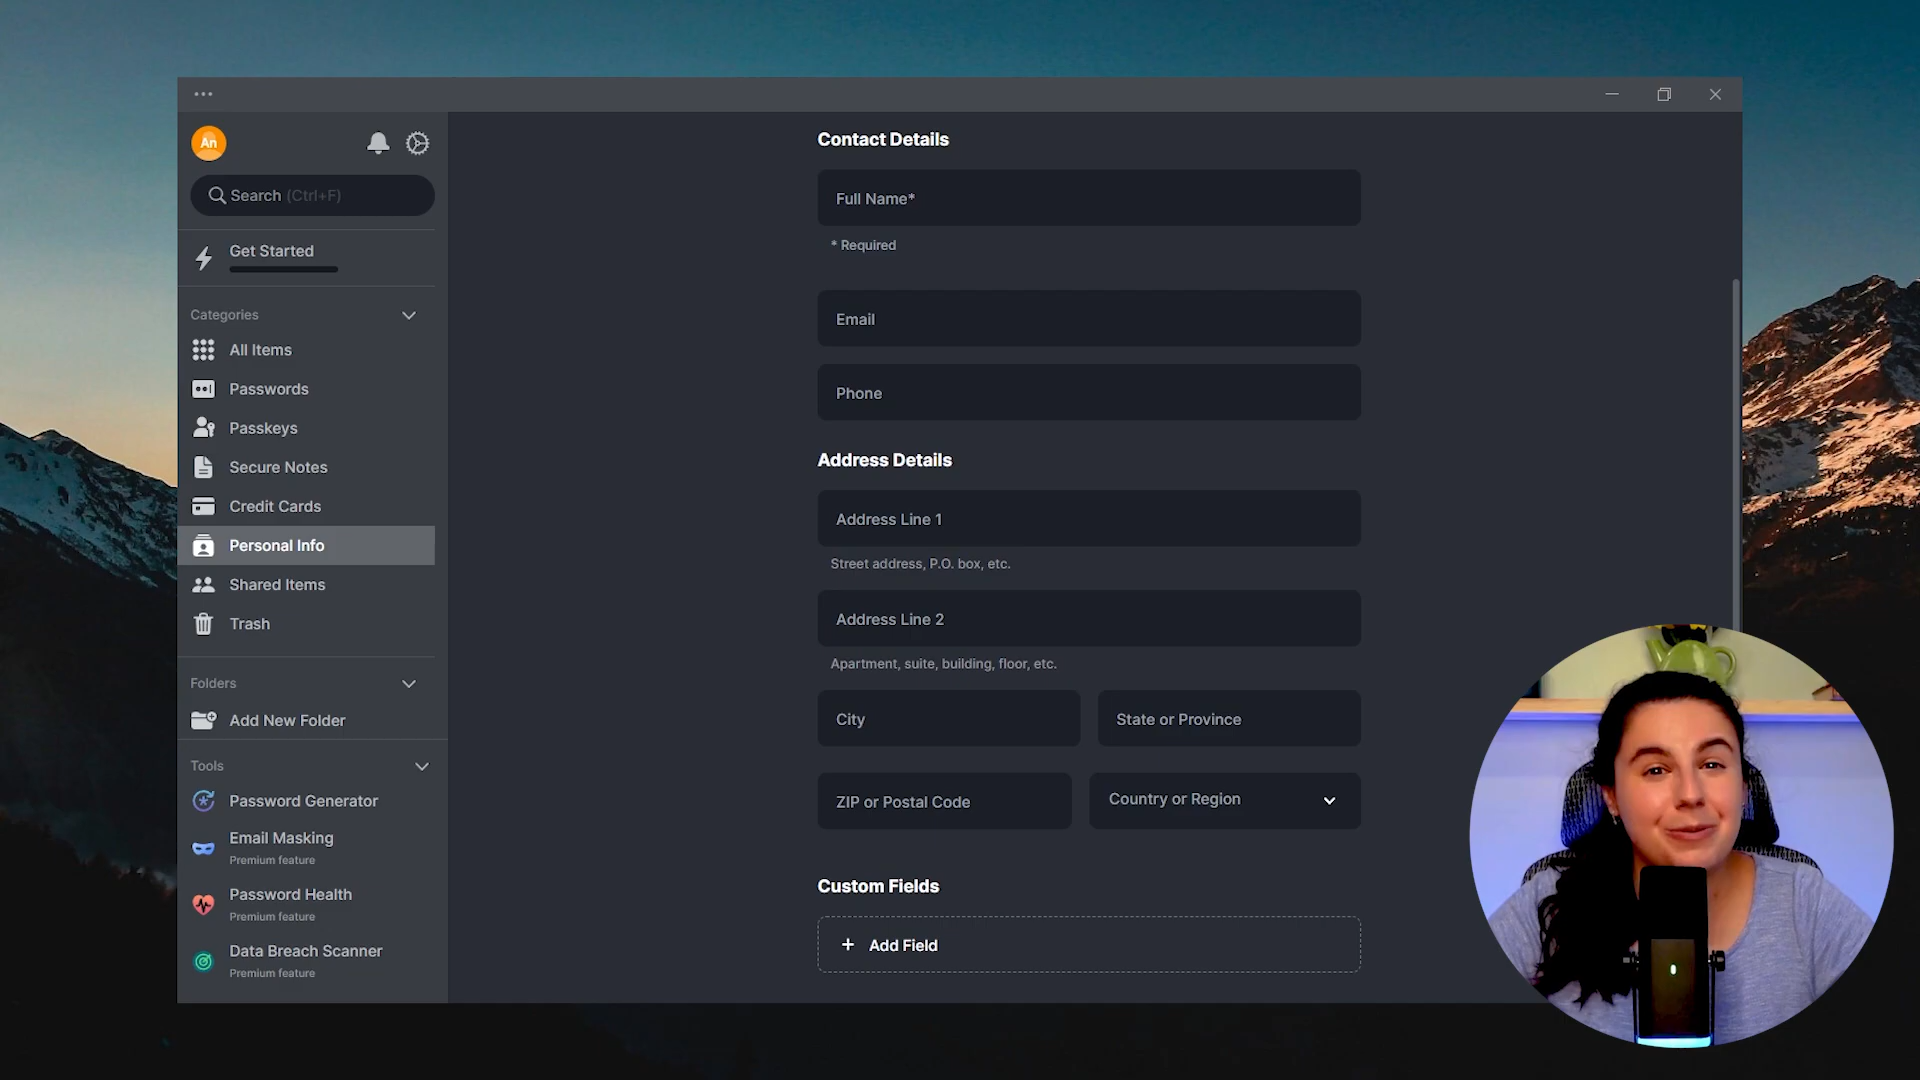 An
Search (Ctrl+F)
Get Started
Categories
All Items
Passwords
Passkeys
Secure Notes
Credit Cards
Personal Info
Shared Items
Trash
Folders
Add New Folder
Tools
Password Generator
Email Masking
Premium feature
Password Health
Premium feature
Data Breach Scanner
Premium feature
Contact Details
Full Name*
* Required
Email
Phone
Address Details
Address Line 1
Street address, P.O. box, etc.
Address Line 2
Apartment, suite, building, floor, etc.
City
State or Province
ZIP or Postal Code
Country or Region
Custom Fields
+ Add Field